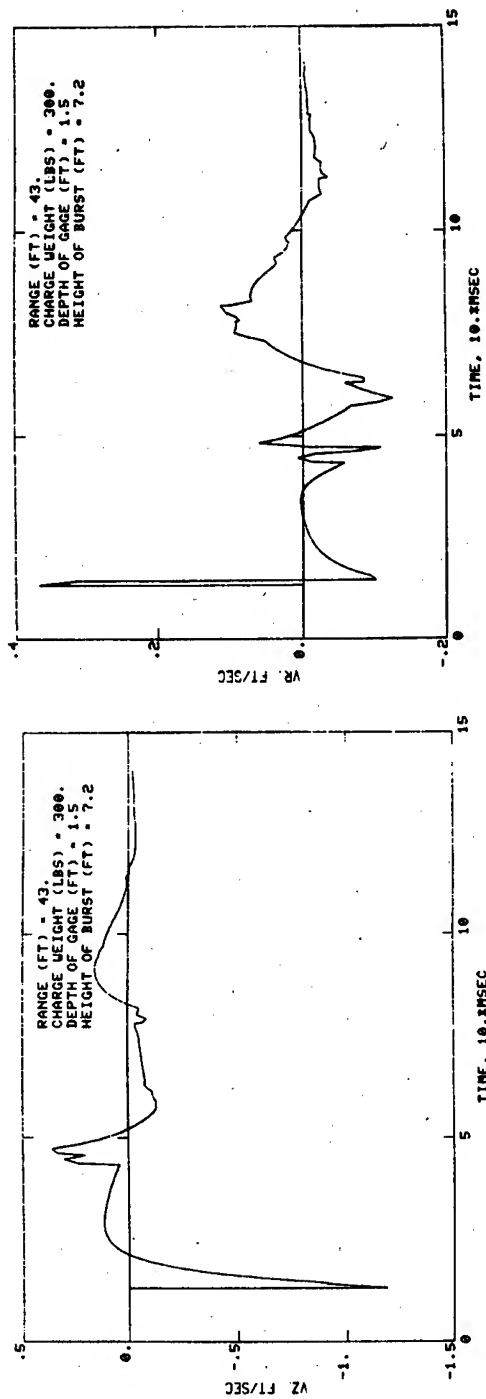 RANGE (FT) = 43.
CHARGE WEIGHT (LBS) = 300.
DEPTH OF GAGE (FT) = 1.5
HEIGHT OF BURST (FT) = 7.2
.5
0.
-.5
-1.
-1.5
VZ. FT/SEC
0
5
10
15
TIME, 10.*MSEC
RANGE (FT) = 43.
CHARGE WEIGHT (LBS) = 300.
DEPTH OF GAGE (FT) = 1.5
HEIGHT OF BURST (FT) = 7.2
.4
.2
0.
-.2
VR. FT/SEC
0
5
10
15
TIME, 10.*MSEC